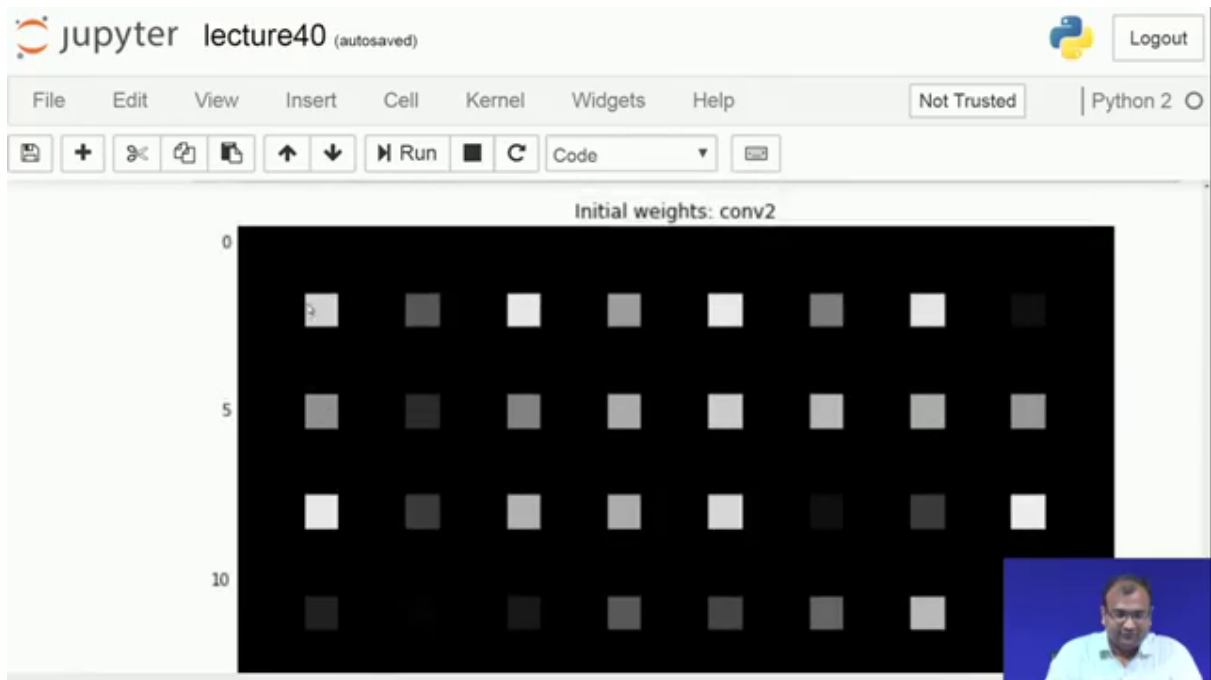 jupyter lecture40 (autosaved) Logout
File Edit View Insert Cell Kernel Widgets Help Not Trusted Python 2
Run Code
Initial weights: conv2
0
5
10